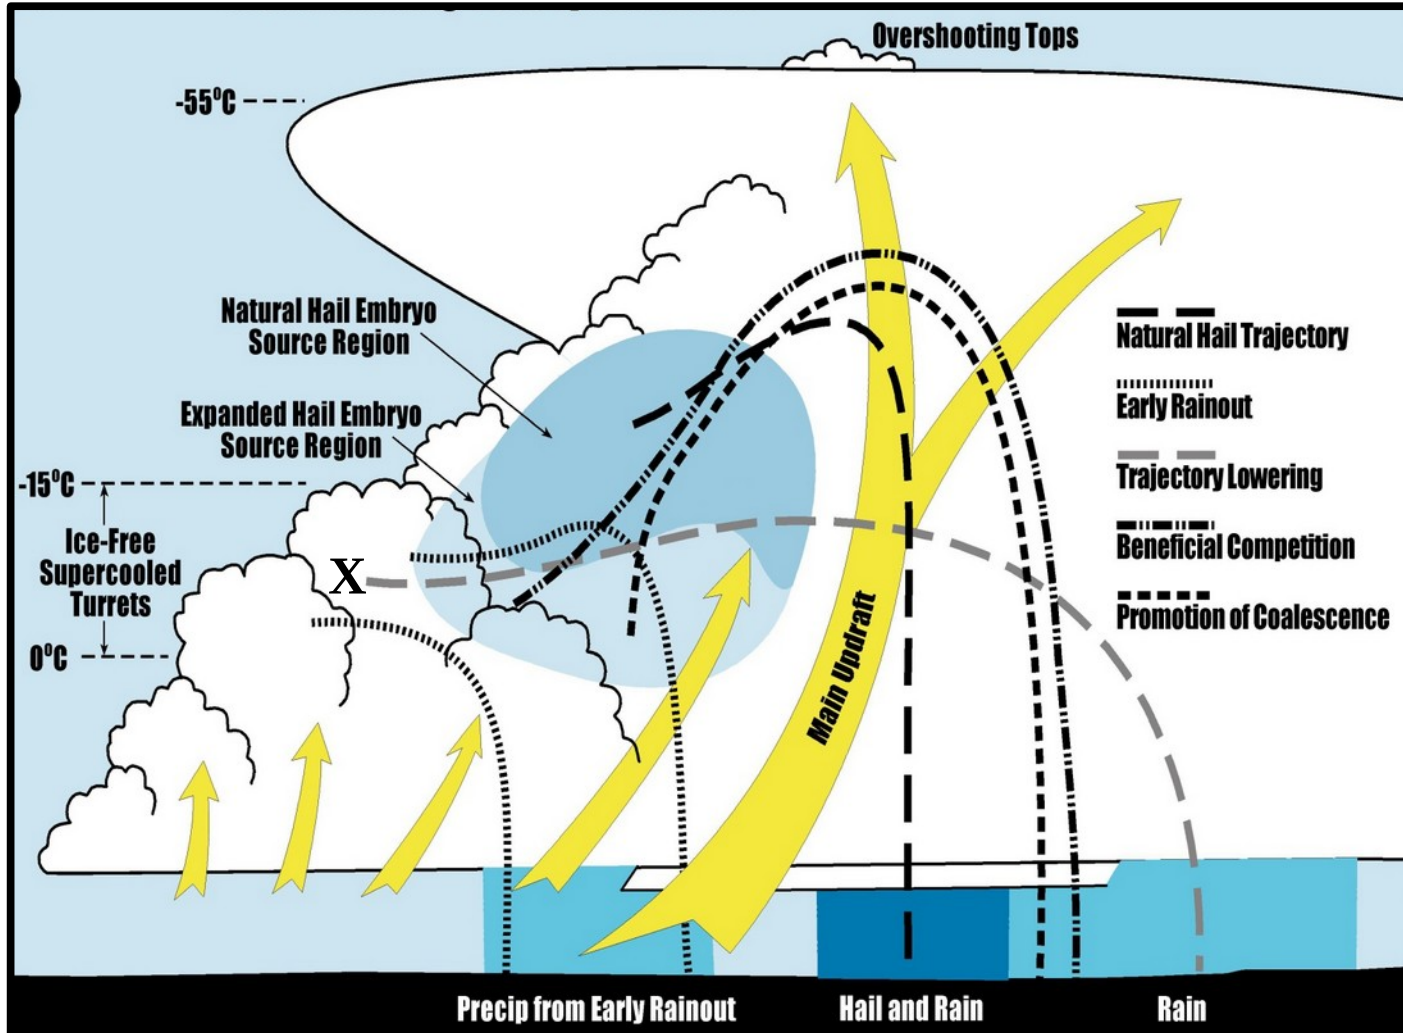 Overshooting Tops
-55°C
Natural Hail Embryo
Source Region
Expanded Hail Embryo
Source Region
-15°C
Ice-Free
Supercooled
Turrets
0°C
X
Main Updraft
Natural Hail Trajectory
Early Rainout
Trajectory Lowering
Beneficial Competition
Promotion of Coalescence
Precip from Early Rainout
Hail and Rain
Rain